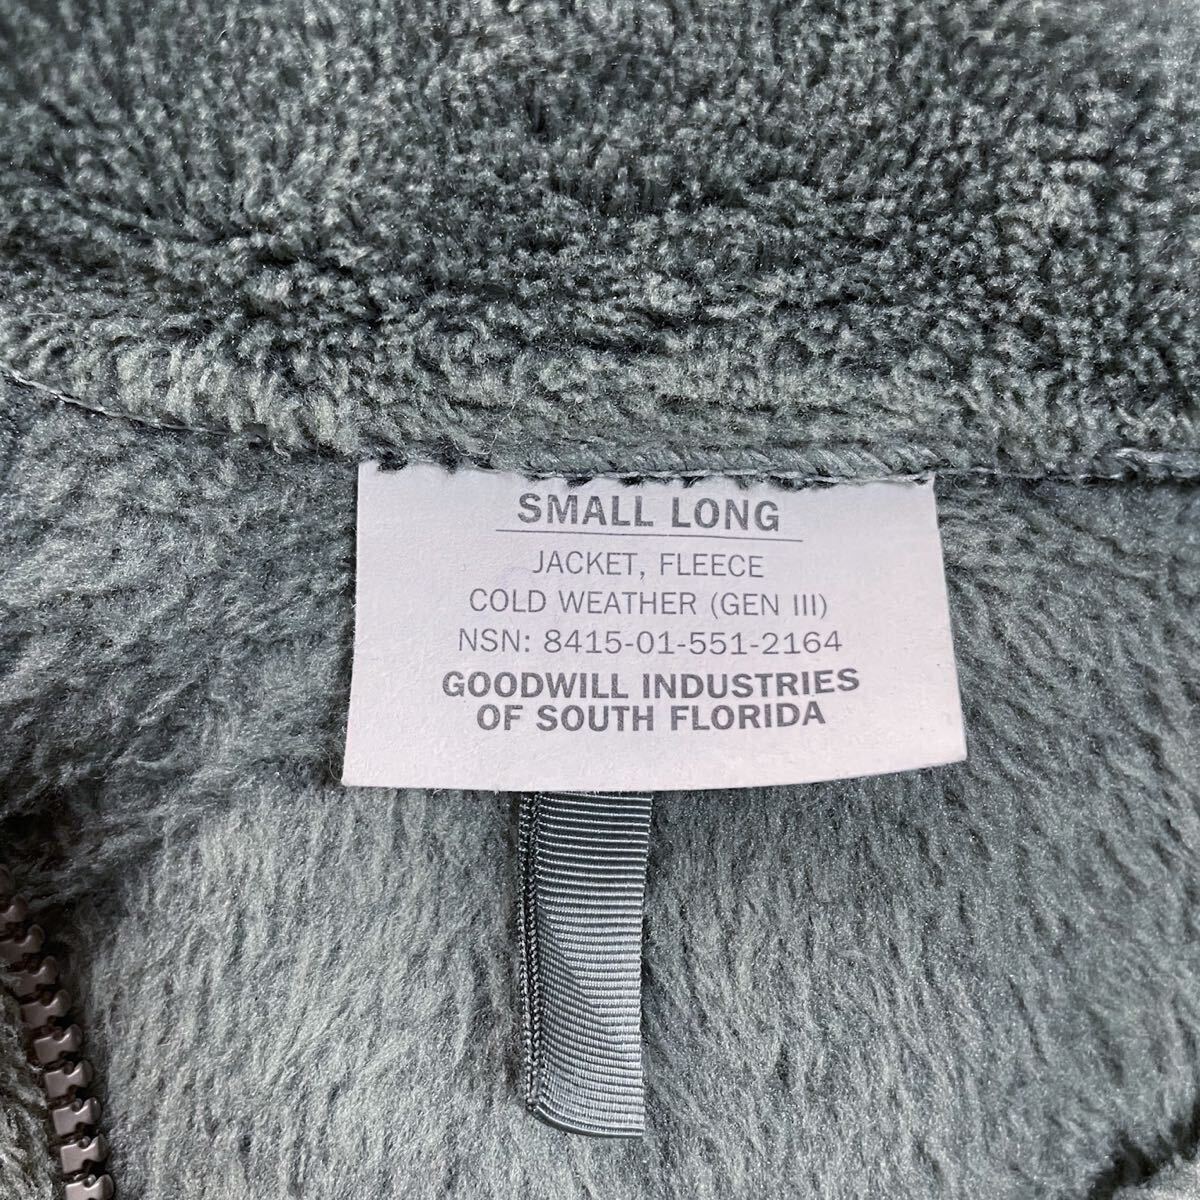 SMALL LONG
JACKET, FLEECE
COLD WEATHER (GEN III)
NSN: 8415-01-551-2164
GOODWILL INDUSTRIES
OF SOUTH FLORIDA